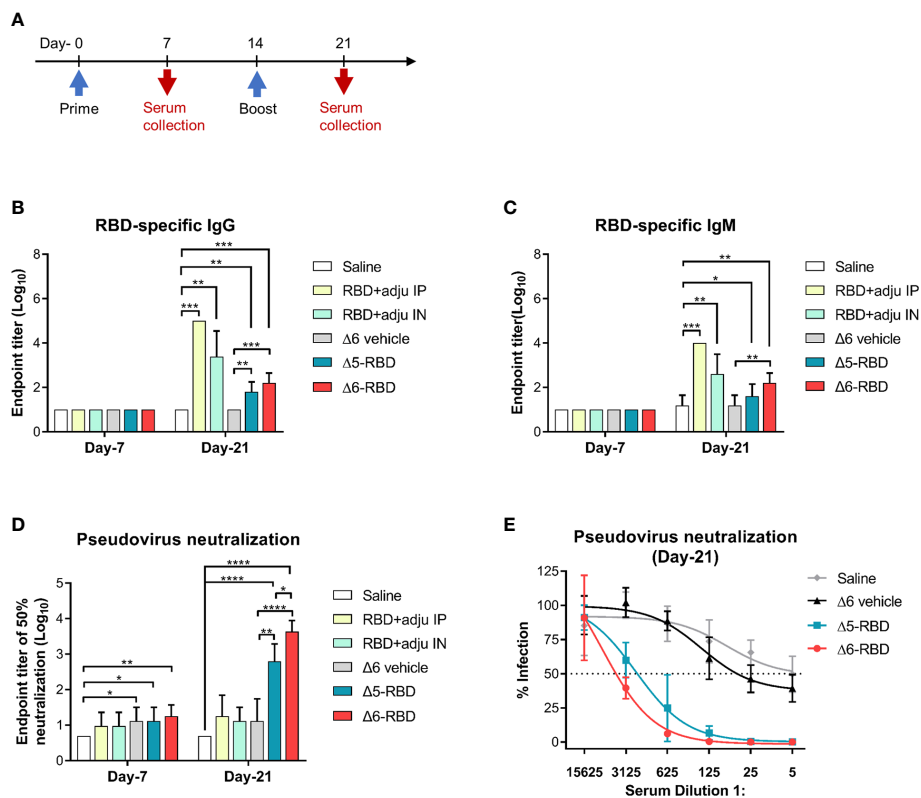 A
Day- 0 7 14 21
Prime Serum collection Boost Serum collection
B
RBD-specific IgG
Endpoint titer (Log10)
8
6
4
2
0
***
**
**
***
***
**
Day-7 Day-21
Saline
RBD+adju IP
RBD+adju IN
Δ6 vehicle
Δ5-RBD
Δ6-RBD
C
RBD-specific IgM
Endpoint titer(Log10)
8
6
4
2
0
**
*
**
***
**
Day-7 Day-21
Saline
RBD+adju IP
RBD+adju IN
Δ6 vehicle
Δ5-RBD
Δ6-RBD
D
Pseudovirus neutralization
Endpoint titer of 50%
neutralization (Log10)
5
4
3
2
1
0
**
*
*
****
****
*
****
**
Day-7 Day-21
Saline
RBD+adju IP
RBD+adju IN
Δ6 vehicle
Δ5-RBD
Δ6-RBD
E
Pseudovirus neutralization
(Day-21)
% Infection
125
100
75
50
25
0
15625 3125 625 125 25 5
Serum Dilution 1:
Saline
Δ6 vehicle
Δ5-RBD
Δ6-RBD